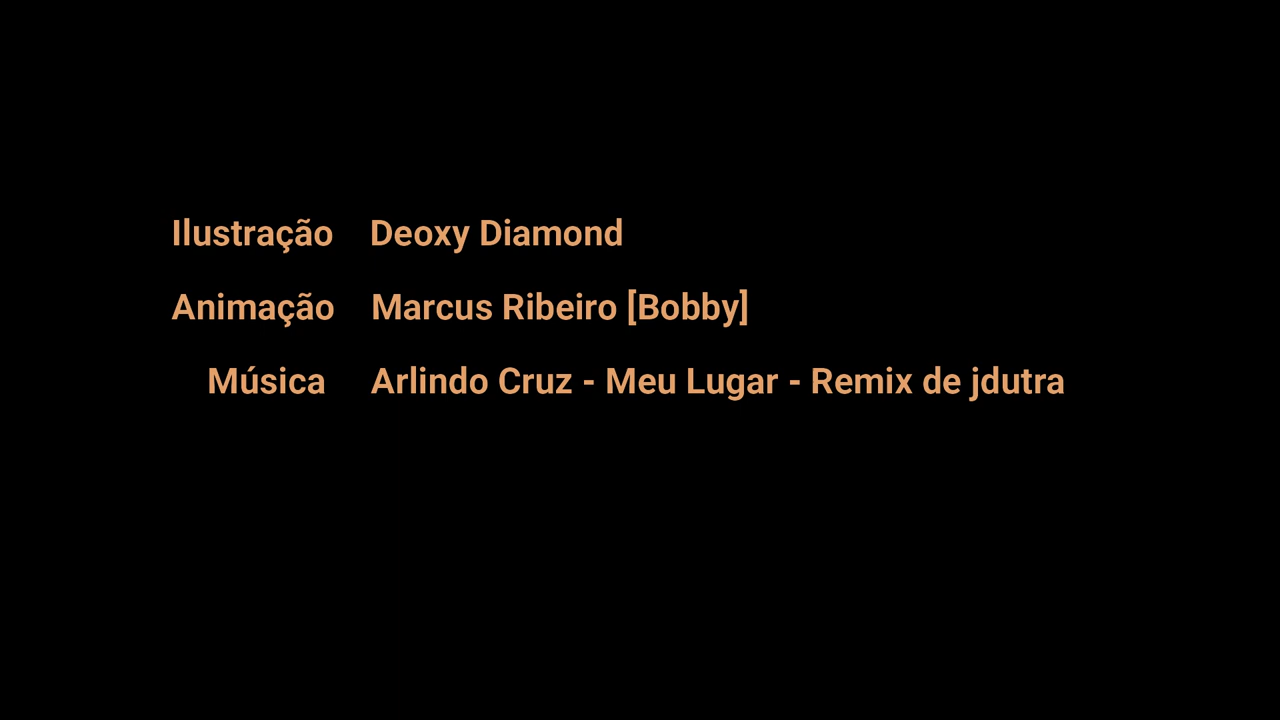 Ilustração Deoxy Diamond
Animação Marcus Ribeiro [Bobby]
Música Arlindo Cruz - Meu Lugar - Remix de jdutra